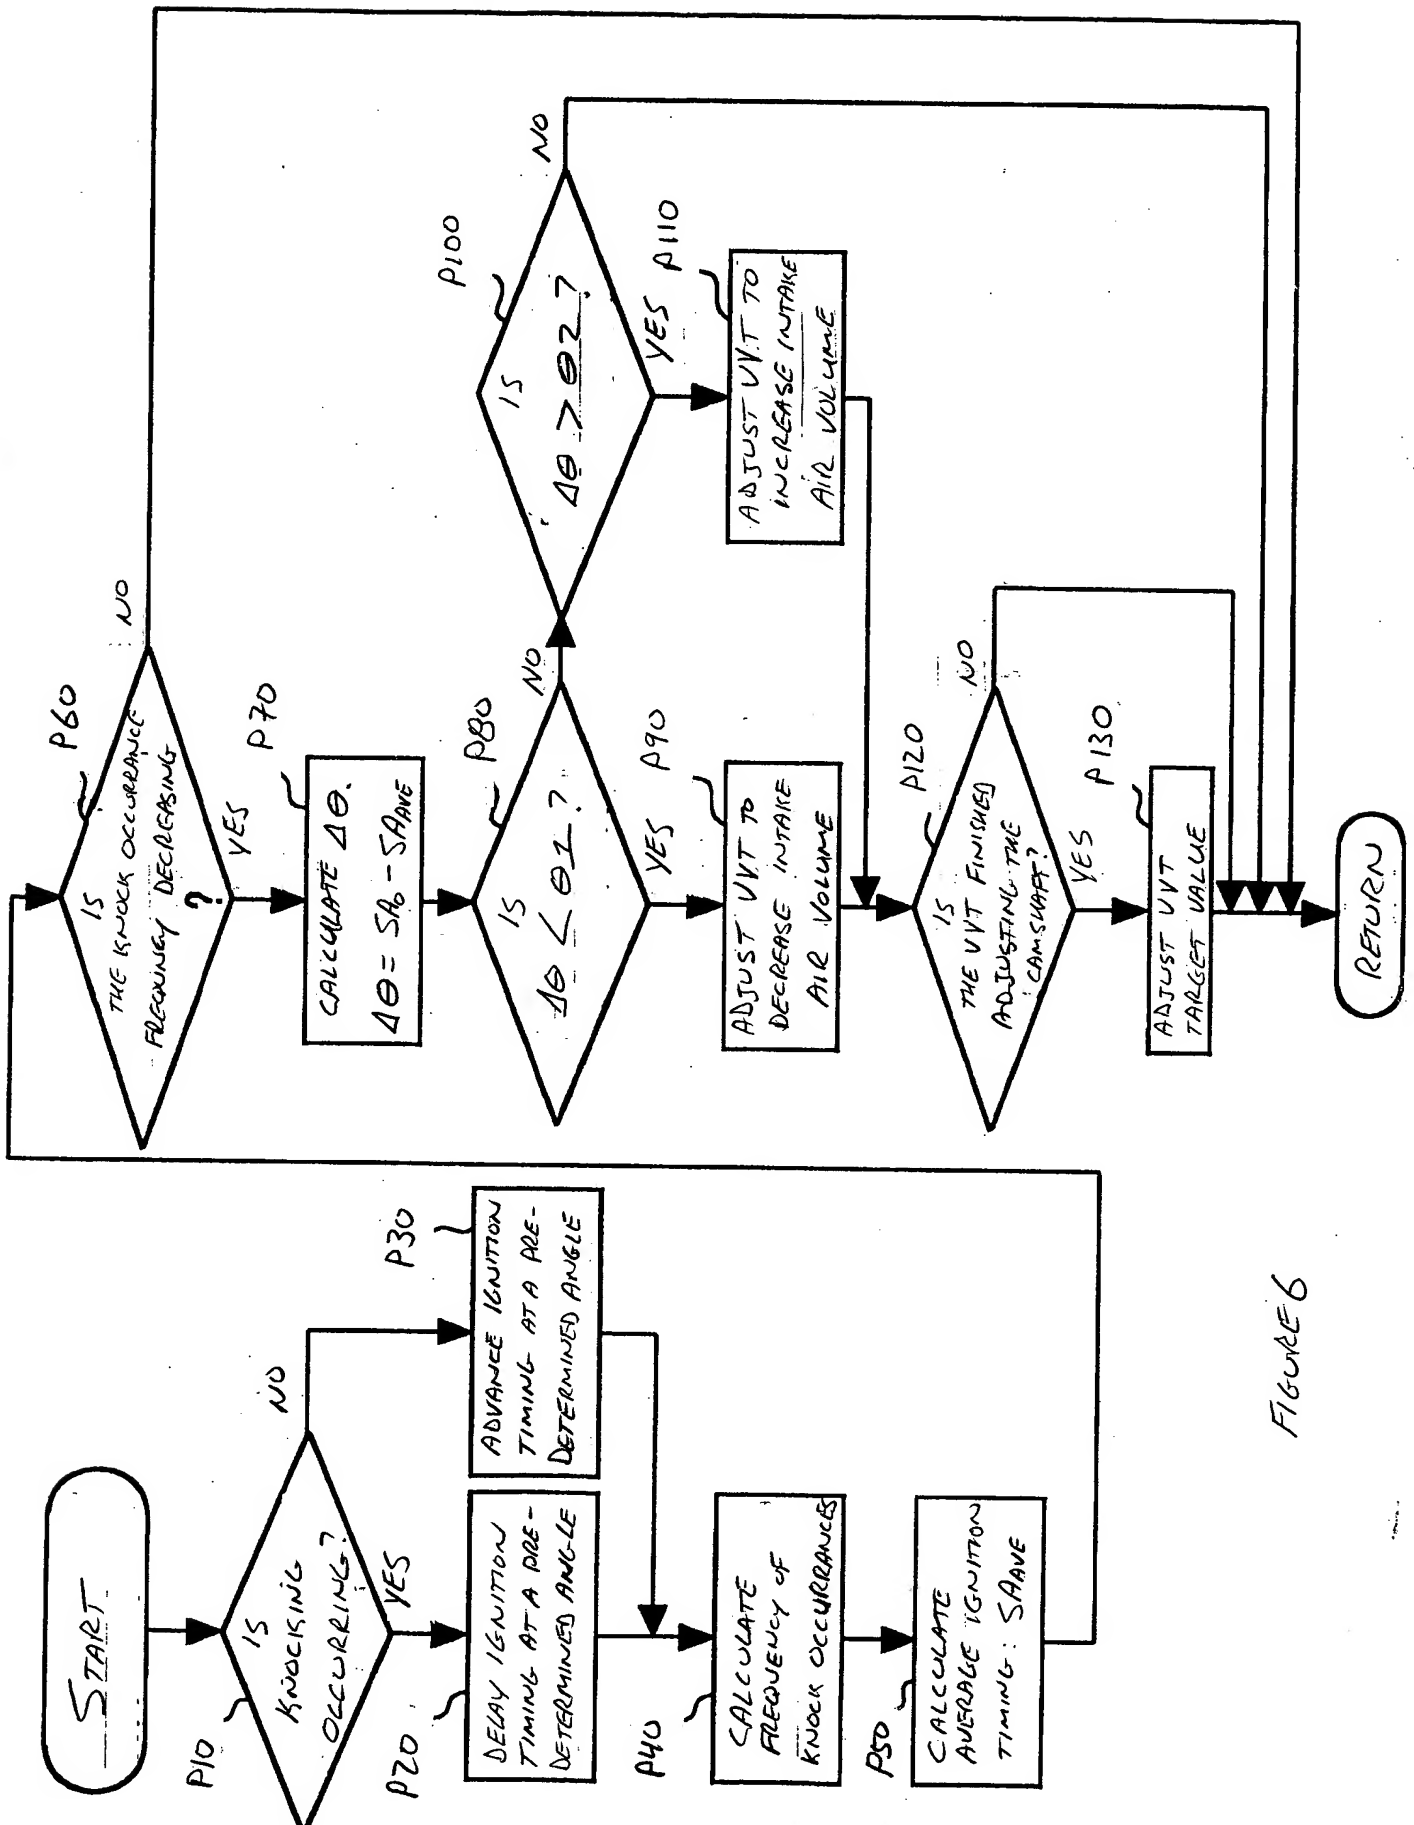 START
P10
IS
KNOCKING
OCCURRING?
NO
YES
P20
DELAY IGNITION
TIMING AT A PRE-
DETERMINED ANGLE
P30
ADVANCE IGNITION
TIMING AT A PRE-
DETERMINED ANGLE
P40
CALCULATE
FREQUENCY OF
KNOCK OCCURRANCES
P50
CALCULATE
AVERAGE IGNITION
TIMING: SAAVE
P60
IS
THE KNOCK OCCURRANCE
FREQUNSEY DECREASING
?
NO
YES
P70
CALCULATE Δθ.
Δθ = SA0 - SAAVE
P80
IS
Δθ < θ1?
NO
YES
P90
ADJUST VVT TO
DECREASE INTAKE
AIR VOLUME
P100
IS
Δθ > θ2?
NO
YES
P110
ADJUST VVT TO
INCREASE INTAKE
AIR VOLUME
P120
IS
THE VVT FINISHED
ADJUSTING THE
CAMSHAFT?
NO
YES
P130
ADJUST VVT
TARGET VALUE
RETURN
FIGURE 6